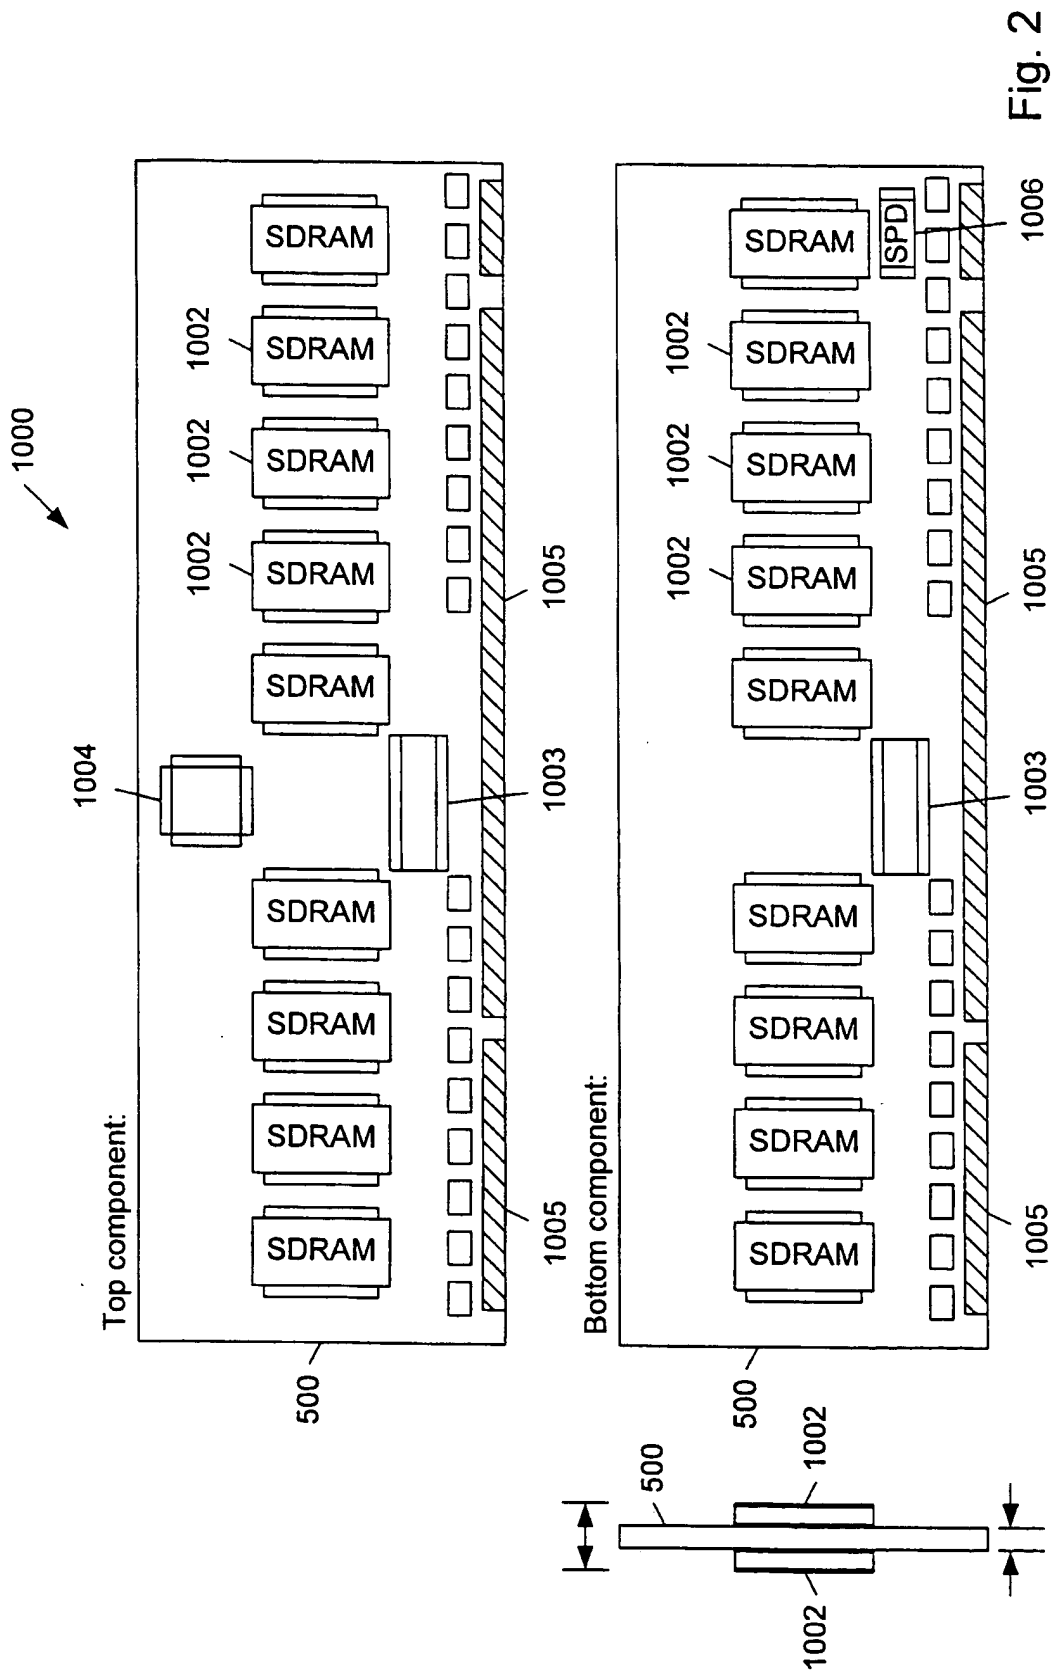 1000
Top component:
1004
1002
1002
1002
SDRAM
SDRAM
SDRAM
SDRAM
SDRAM
SDRAM
SDRAM
SDRAM
SDRAM
500
1005
1003
1005
Bottom component:
1002
1002
1002
SDRAM
SDRAM
SDRAM
SDRAM
SDRAM
SDRAM
SDRAM
SDRAM
SDRAM
SPD
500
1005
1003
1005
1006
500
1002
1002
Fig. 2